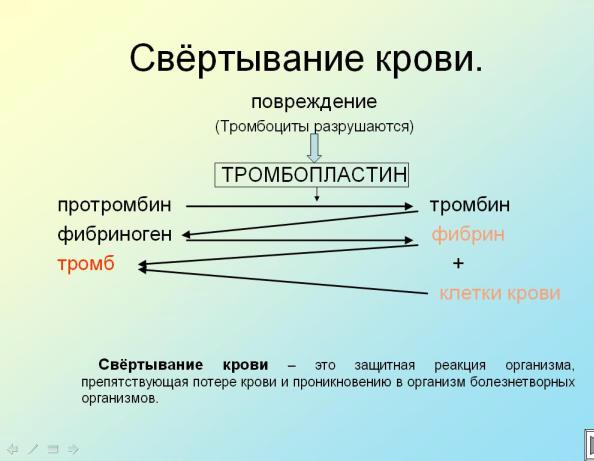 Свёртывание крови.
повреждение
(Тромбоциты разрушаются)
ТРОМБОПЛАСТИН
протромбин тромбин
фибриноген фибрин
тромб +
клетки крови
Свёртывание крови – это защитная реакция организма,
препятствующая потере крови и проникновению в организм болезнетворных
организмов.